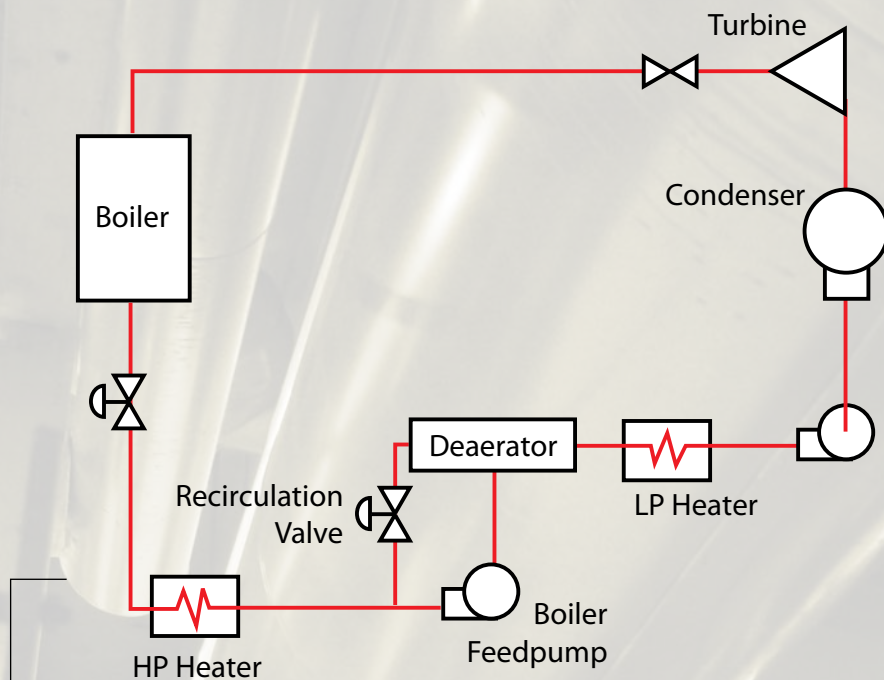 Turbine
Condenser
Boiler
Deaerator
Recirculation
Valve
LP Heater
Boiler
Feedpump
HP Heater